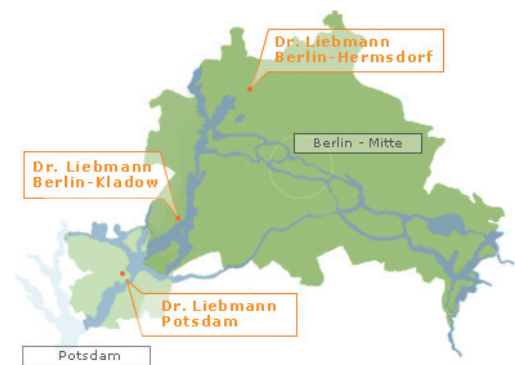 Dr. Liebmann
Berlin-Hermsdorf
Berlin - Mitte
Dr. Liebmann
Berlin-Kladow
Dr. Liebmann
Potsdam
Potsdam